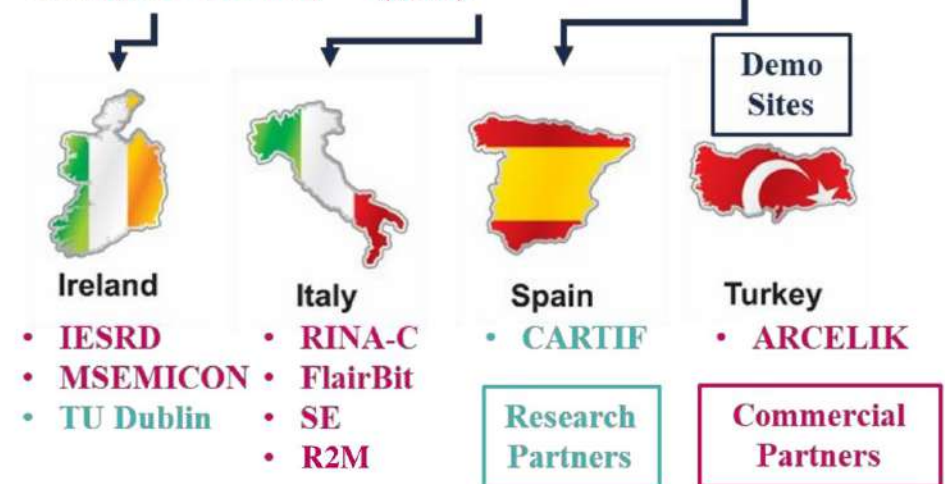 Demo
Sites
Ireland
Italy
Spain
Turkey
• IESRD
• MSEMICON
• TU Dublin
• RINA-C
• FlairBit
• SE
• R2M
• CARTIF
• ARCELIK
Research
Partners
Commercial
Partners